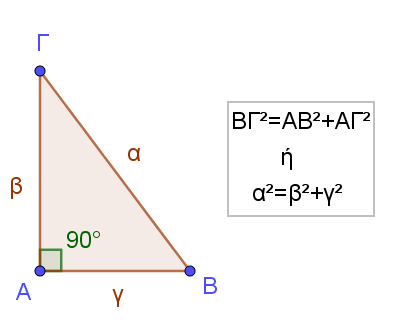 Γ
α
β
90°
Α
γ
Β
ΒΓ²=ΑΒ²+ΑΓ²
ή
α²=β²+γ²